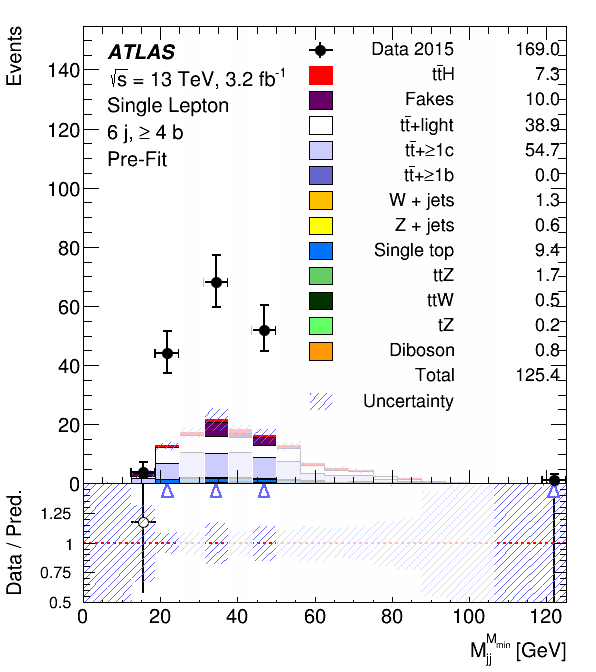 Events
ATLAS
√s = 13 TeV, 3.2 fb⁻¹
Single Lepton
6 j, ≥ 4 b
Pre-Fit
Data 2015 169.0
tt̄H 7.3
Fakes 10.0
tt̄+light 38.9
tt̄+≥1c 54.7
tt̄+≥1b 0.0
W + jets 1.3
Z + jets 0.6
Single top 9.4
ttZ 1.7
ttW 0.5
tZ 0.2
Diboson 0.8
Total 125.4
Uncertainty
140
120
100
80
60
40
20
0
Data / Pred.
1.25
1
0.75
0.5
0 20 40 60 80 100 120
M_jj^M_min [GeV]